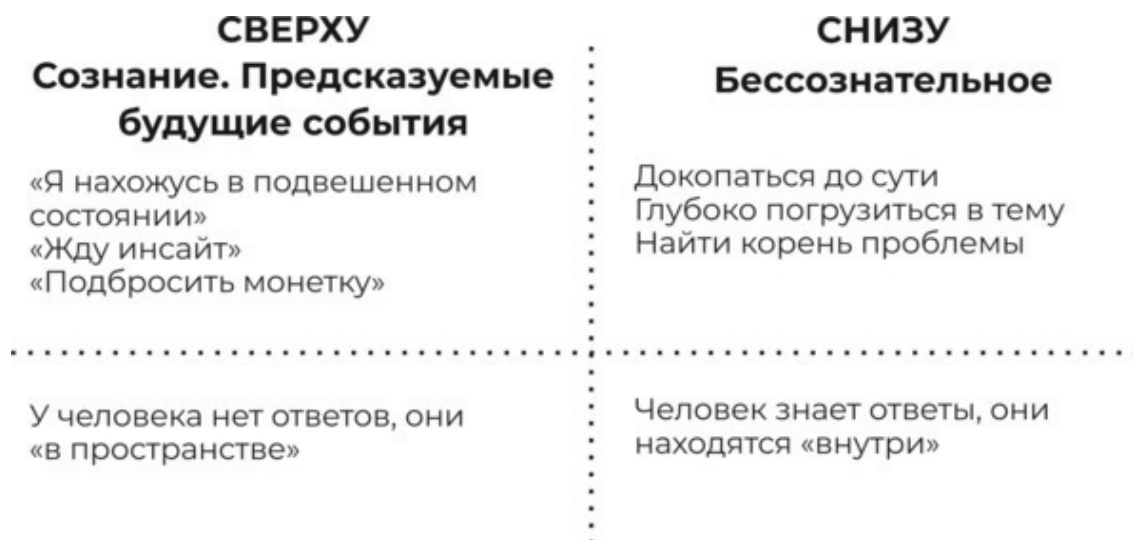 СВЕРХУ
Сознание. Предсказуемые
будущие события
«Я нахожусь в подвешенном
состоянии»
«Жду инсайт»
«Подбросить монетку»
СНИЗУ
Бессознательное
Докопаться до сути
Глубоко погрузиться в тему
Найти корень проблемы
У человека нет ответов, они
«в пространстве»
Человек знает ответы, они
находятся «внутри»